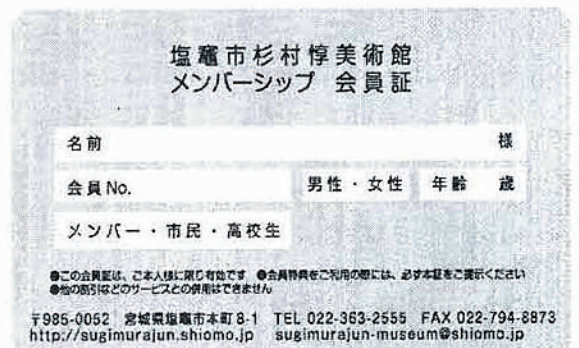 塩竈市杉村惇美術館
メンバーシップ 会員証
名前 様
会員 No. 男性・女性 年齢 歳
メンバー・市民・高校生
●この会員証は、ご本人様に限り有効です ●会員特典をご利用の際には、必ず本証をご提示ください
●他の割引などのサービスとの併用はできません
〒985-0052 宮城県塩竈市本町8-1 TEL 022-363-2555 FAX 022-794-8873
http://sugimurajun.shiomo.jp sugimurajun-museum@shiomo.jp